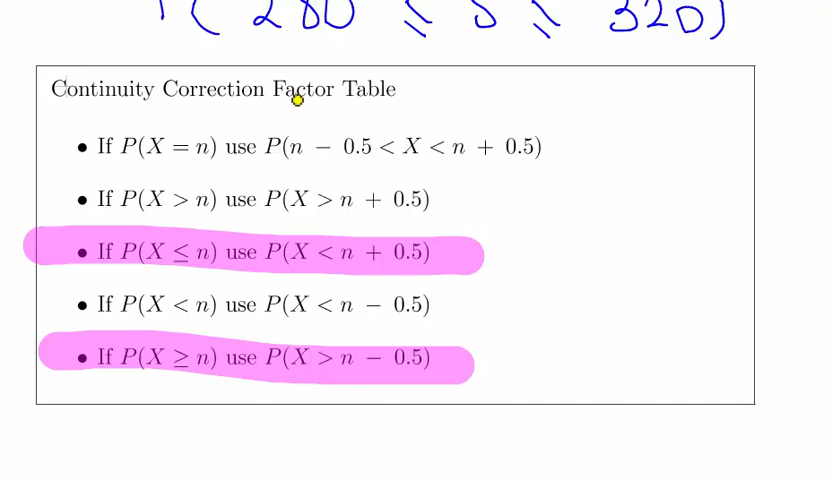 P( 280 ≤ S ≤ 320)
Continuity Correction Factor Table
• If P(X = n) use P(n − 0.5 < X < n + 0.5)
• If P(X > n) use P(X > n + 0.5)
• If P(X ≤ n) use P(X < n + 0.5)
• If P(X < n) use P(X < n − 0.5)
• If P(X ≥ n) use P(X > n − 0.5)